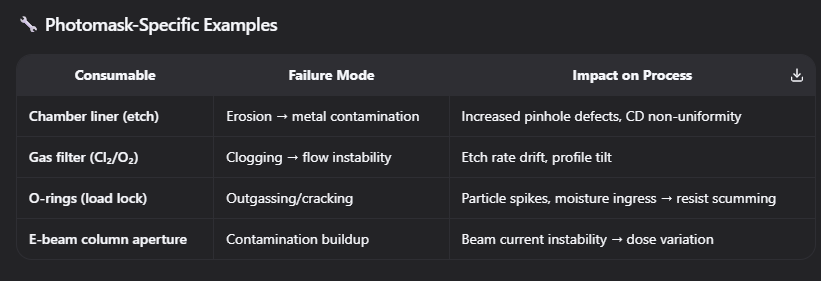 🔧 Photomask-Specific Examples
Consumable Failure Mode Impact on Process
Chamber liner (etch) Erosion → metal contamination Increased pinhole defects, CD non-uniformity
Gas filter (Cl₂/O₂) Clogging → flow instability Etch rate drift, profile tilt
O-rings (load lock) Outgassing/cracking Particle spikes, moisture ingress → resist scumming
E-beam column aperture Contamination buildup Beam current instability → dose variation